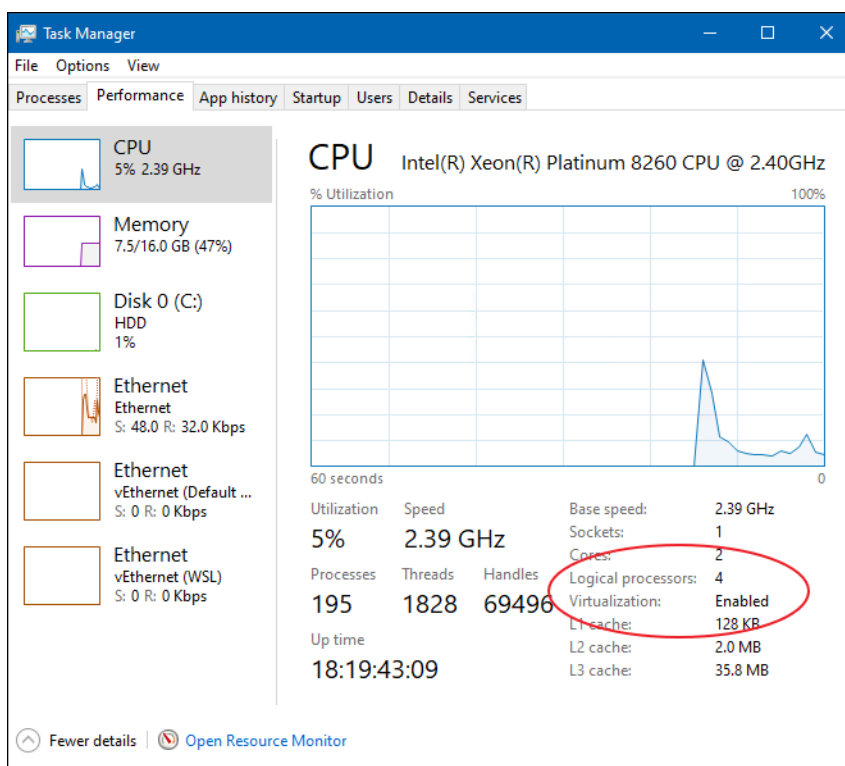 Task Manager
File Options View
Processes Performance App history Startup Users Details Services
CPU
5% 2.39 GHz
Memory
7.5/16.0 GB (47%)
Disk 0 (C:)
HDD
1%
Ethernet
Ethernet
S: 48.0 R: 32.0 Kbps
Ethernet
vEthernet (Default ...
S: 0 R: 0 Kbps
Ethernet
vEthernet (WSL)
S: 0 R: 0 Kbps
CPU Intel(R) Xeon(R) Platinum 8260 CPU @ 2.40GHz
% Utilization 100%
60 seconds 0
Utilization Speed
5% 2.39 GHz
Processes Threads Handles
195 1828 69496
Up time
18:19:43:09
Base speed: 2.39 GHz
Sockets: 1
Cores: 2
Logical processors: 4
Virtualization: Enabled
L1 cache: 128 KB
L2 cache: 2.0 MB
L3 cache: 35.8 MB
Fewer details Open Resource Monitor